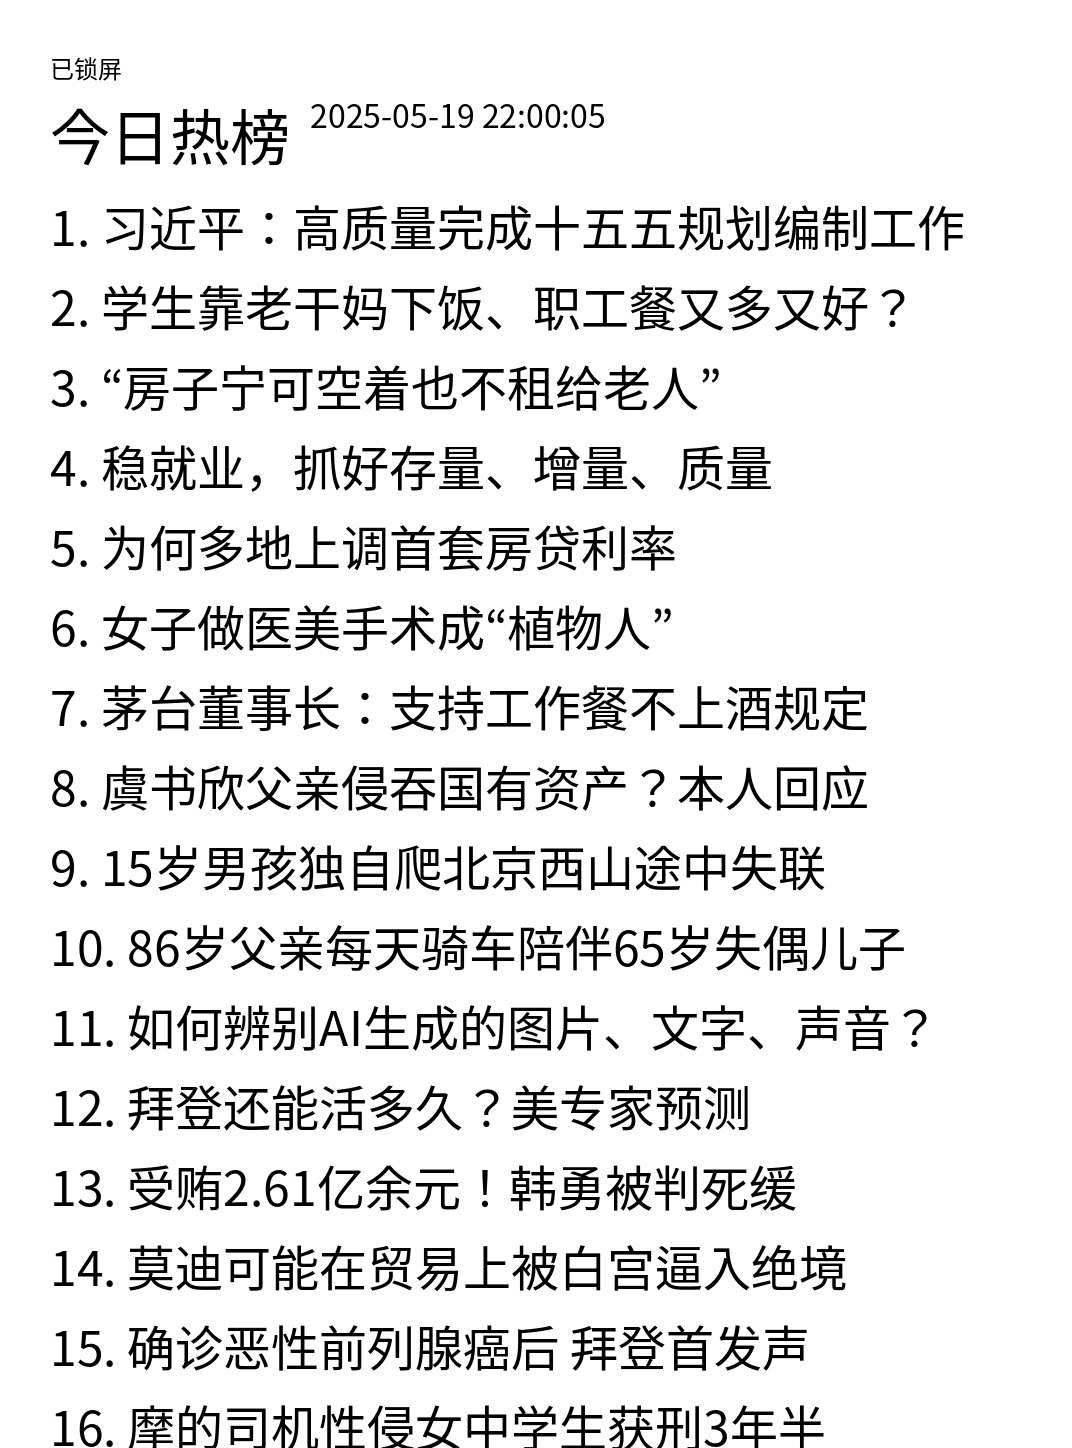 已锁屏
今日热榜 2025-05-19 22:00:05
1. 习近平：高质量完成十五五规划编制工作
2. 学生靠老干妈下饭、职工餐又多又好？
3. “房子宁可空着也不租给老人”
4. 稳就业，抓好存量、增量、质量
5. 为何多地上调首套房贷利率
6. 女子做医美手术成“植物人”
7. 茅台董事长：支持工作餐不上酒规定
8. 虞书欣父亲侵吞国有资产？本人回应
9. 15岁男孩独自爬北京西山途中失联
10. 86岁父亲每天骑车陪伴65岁失偶儿子
11. 如何辨别AI生成的图片、文字、声音？
12. 拜登还能活多久？美专家预测
13. 受贿2.61亿余元！韩勇被判死缓
14. 莫迪可能在贸易上被白宫逼入绝境
15. 确诊恶性前列腺癌后 拜登首发声
16. 摩的司机性侵女中学生获刑3年半